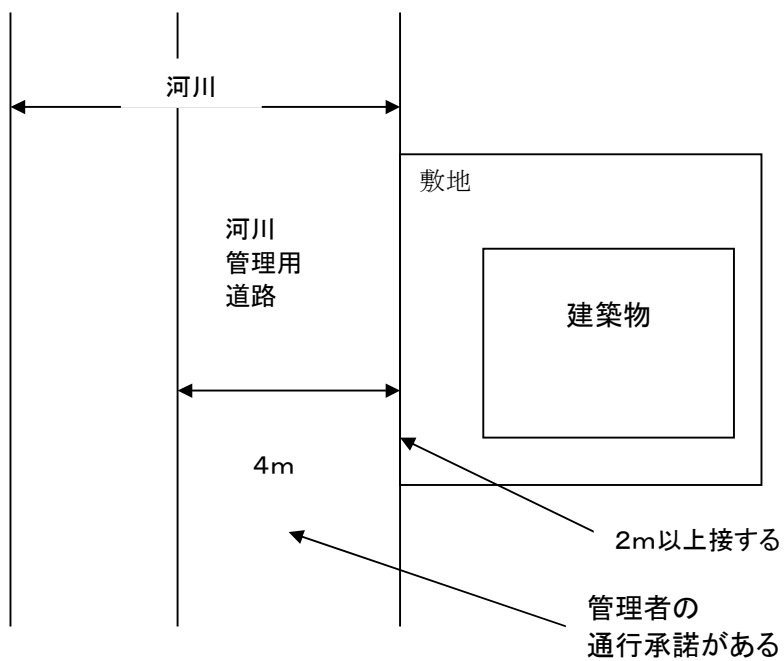 河川
敷地
河川
管理用
道路
建築物
4m
2m以上接する
管理者の
通行承諾がある